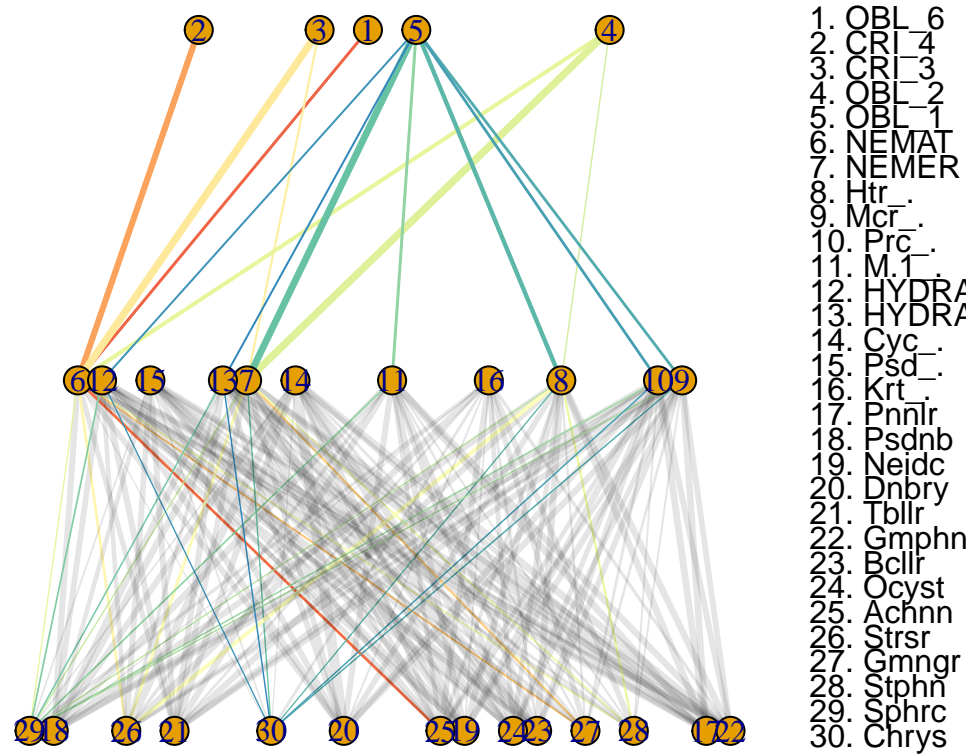 2 3 1 5 4
6 12 15 13 7 14 11 16 8 10 9
29 18 26 21 30 20 25 19 24 23 27 28 17 22
1. OBL_6
2. CRI_4
3. CRI_3
4. OBL_2
5. OBL_1
6. NEMAT
7. NEMER
8. Htr_.
9. Mcr_.
10. Prc_.
11. M.1_.
12. HYDRA
13. HYDRA
14. Cyc_.
15. Psd_.
16. Krt_.
17. Pnnlr
18. Psdnb
19. Neidc
20. Dnbry
21. Tbllr
22. Gmphn
23. Bcllr
24. Ocyst
25. Achnn
26. Strsr
27. Gmngr
28. Stphn
29. Sphrc
30. Chrys